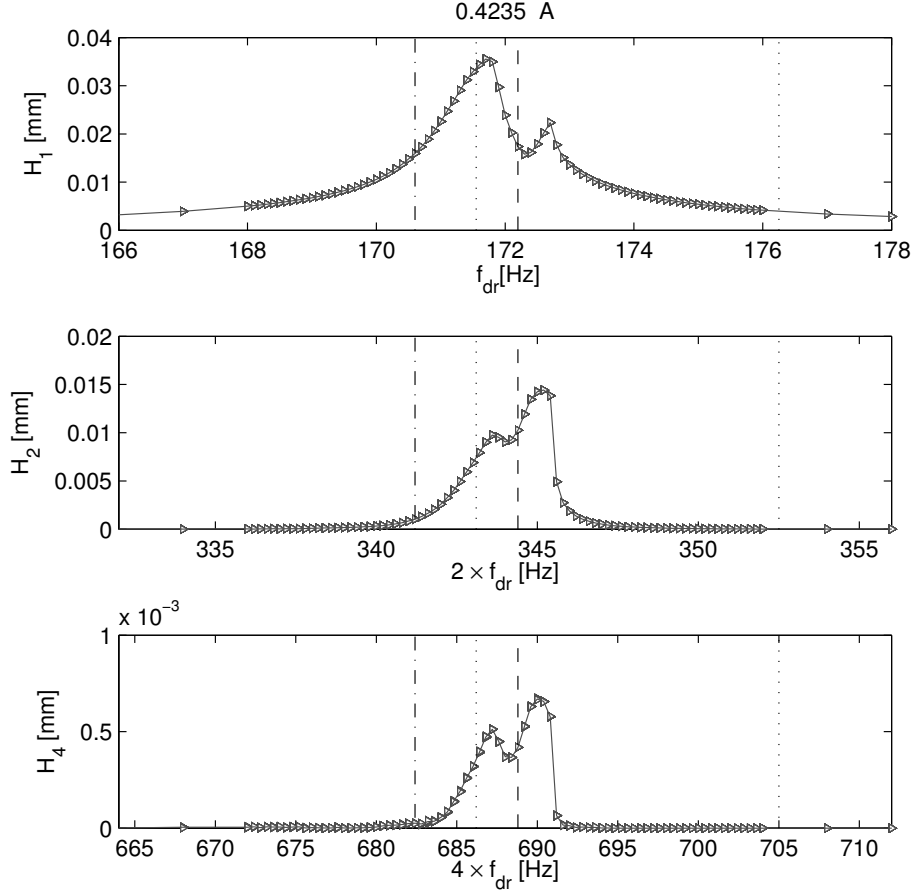 0.4235 A
0.04
0.03
0.02
0.01
0
H1 [mm]
166 168 170 172 174 176 178
fdr[Hz]
0.02
0.015
0.01
0.005
0
H2 [mm]
335 340 345 350 355
2 × fdr [Hz]
x 10−3
1
0.5
0
H4 [mm]
665 670 675 680 685 690 695 700 705 710
4 × fdr [Hz]